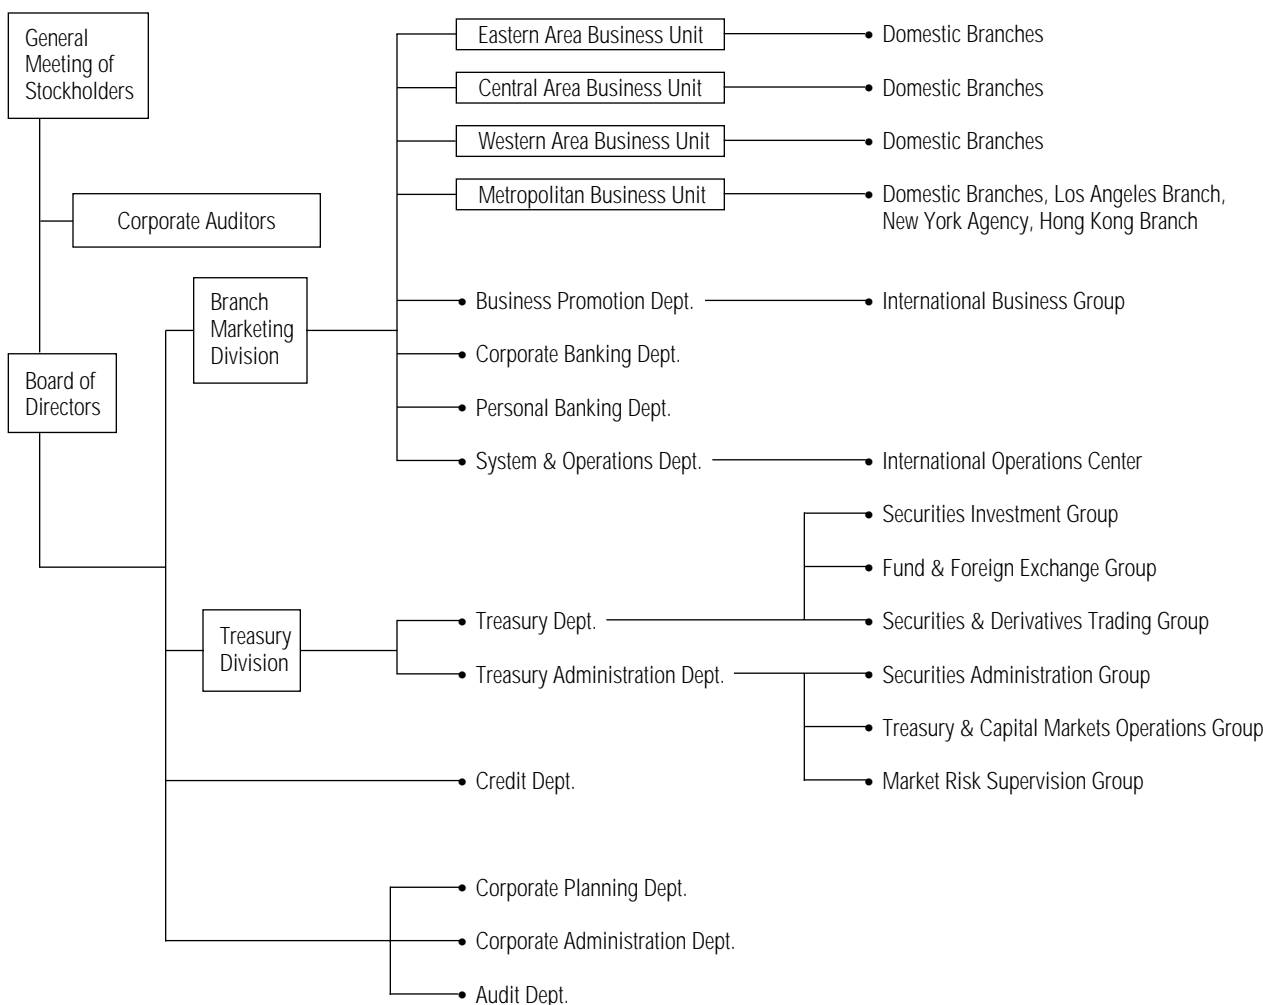 General
Meeting of
Stockholders
Corporate Auditors
Board of
Directors
Branch
Marketing
Division
Eastern Area Business Unit
Domestic Branches
Central Area Business Unit
Domestic Branches
Western Area Business Unit
Domestic Branches
Metropolitan Business Unit
Domestic Branches, Los Angeles Branch,
New York Agency, Hong Kong Branch
Business Promotion Dept.
International Business Group
Corporate Banking Dept.
Personal Banking Dept.
System & Operations Dept.
International Operations Center
Treasury
Division
Treasury Dept.
Securities Investment Group
Fund & Foreign Exchange Group
Securities & Derivatives Trading Group
Treasury Administration Dept.
Securities Administration Group
Treasury & Capital Markets Operations Group
Market Risk Supervision Group
Credit Dept.
Corporate Planning Dept.
Corporate Administration Dept.
Audit Dept.